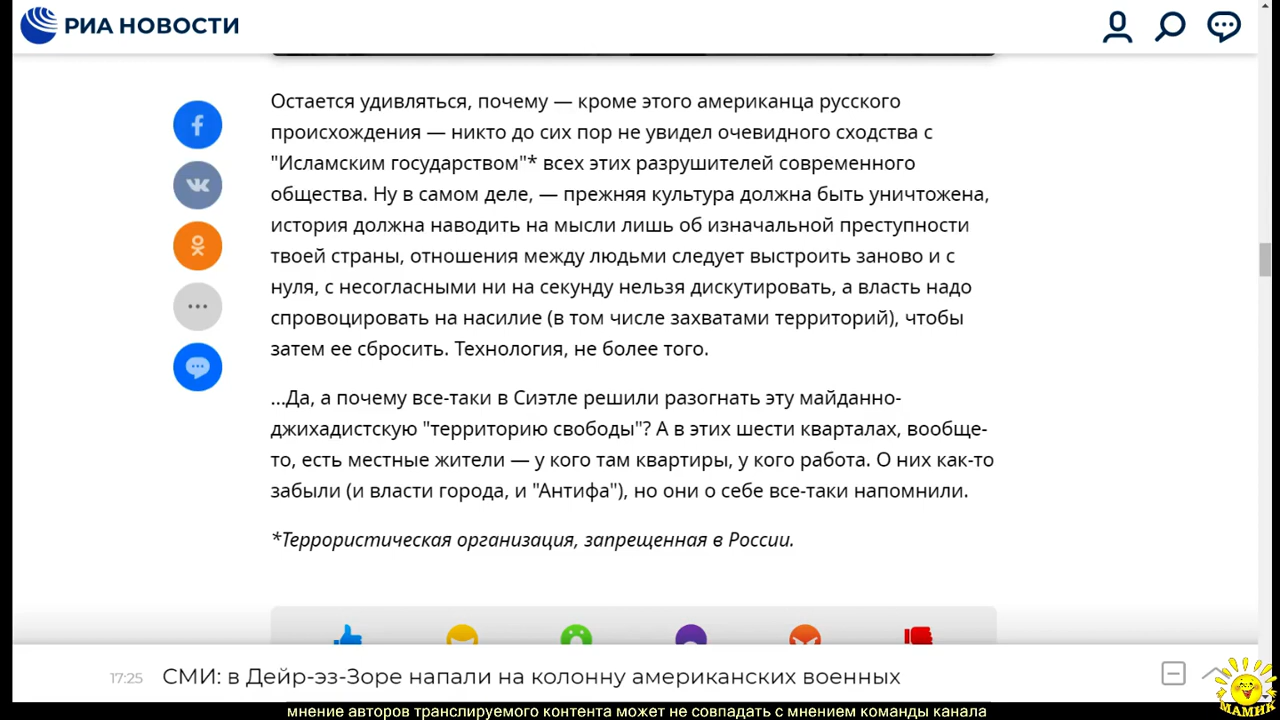 РИА НОВОСТИ
Остается удивляться, почему — кроме этого американца русского
происхождения — никто до сих пор не увидел очевидного сходства с
"Исламским государством"* всех этих разрушителей современного
общества. Ну в самом деле, — прежняя культура должна быть уничтожена,
история должна наводить на мысли лишь об изначальной преступности
твоей страны, отношения между людьми следует выстроить заново и с
нуля, с несогласными ни на секунду нельзя дискутировать, а власть надо
спровоцировать на насилие (в том числе захватами территорий), чтобы
затем ее сбросить. Технология, не более того.
...Да, а почему все-таки в Сиэтле решили разогнать эту майданно-
джихадистскую "территорию свободы"? А в этих шести кварталах, вообще-
то, есть местные жители — у кого там квартиры, у кого работа. О них как-то
забыли (и власти города, и "Антифа"), но они о себе все-таки напомнили.
*Террористическая организация, запрещенная в России.
17:25 СМИ: в Дейр-эз-Зоре напали на колонну американских военных
МАМИК
мнение авторов транслируемого контента может не совпадать с мнением команды канала